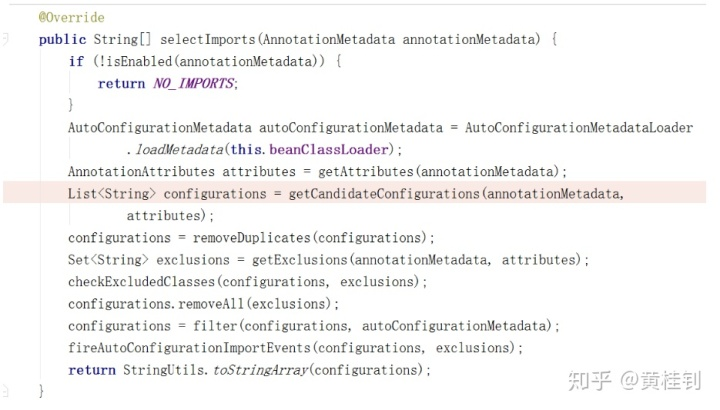 @Override
public String[] selectImports(AnnotationMetadata annotationMetadata) {
if (!isEnabled(annotationMetadata)) {
return NO_IMPORTS;
}
AutoConfigurationMetadata autoConfigurationMetadata = AutoConfigurationMetadataLoader
.loadMetadata(this.beanClassLoader);
AnnotationAttributes attributes = getAttributes(annotationMetadata);
List<String> configurations = getCandidateConfigurations(annotationMetadata,
attributes);
configurations = removeDuplicates(configurations);
Set<String> exclusions = getExclusions(annotationMetadata, attributes);
checkExcludedClasses(configurations, exclusions);
configurations.removeAll(exclusions);
configurations = filter(configurations, autoConfigurationMetadata);
fireAutoConfigurationImportEvents(configurations, exclusions);
return StringUtils.toStringArray(configurations);
}
知乎 @黄桂钊